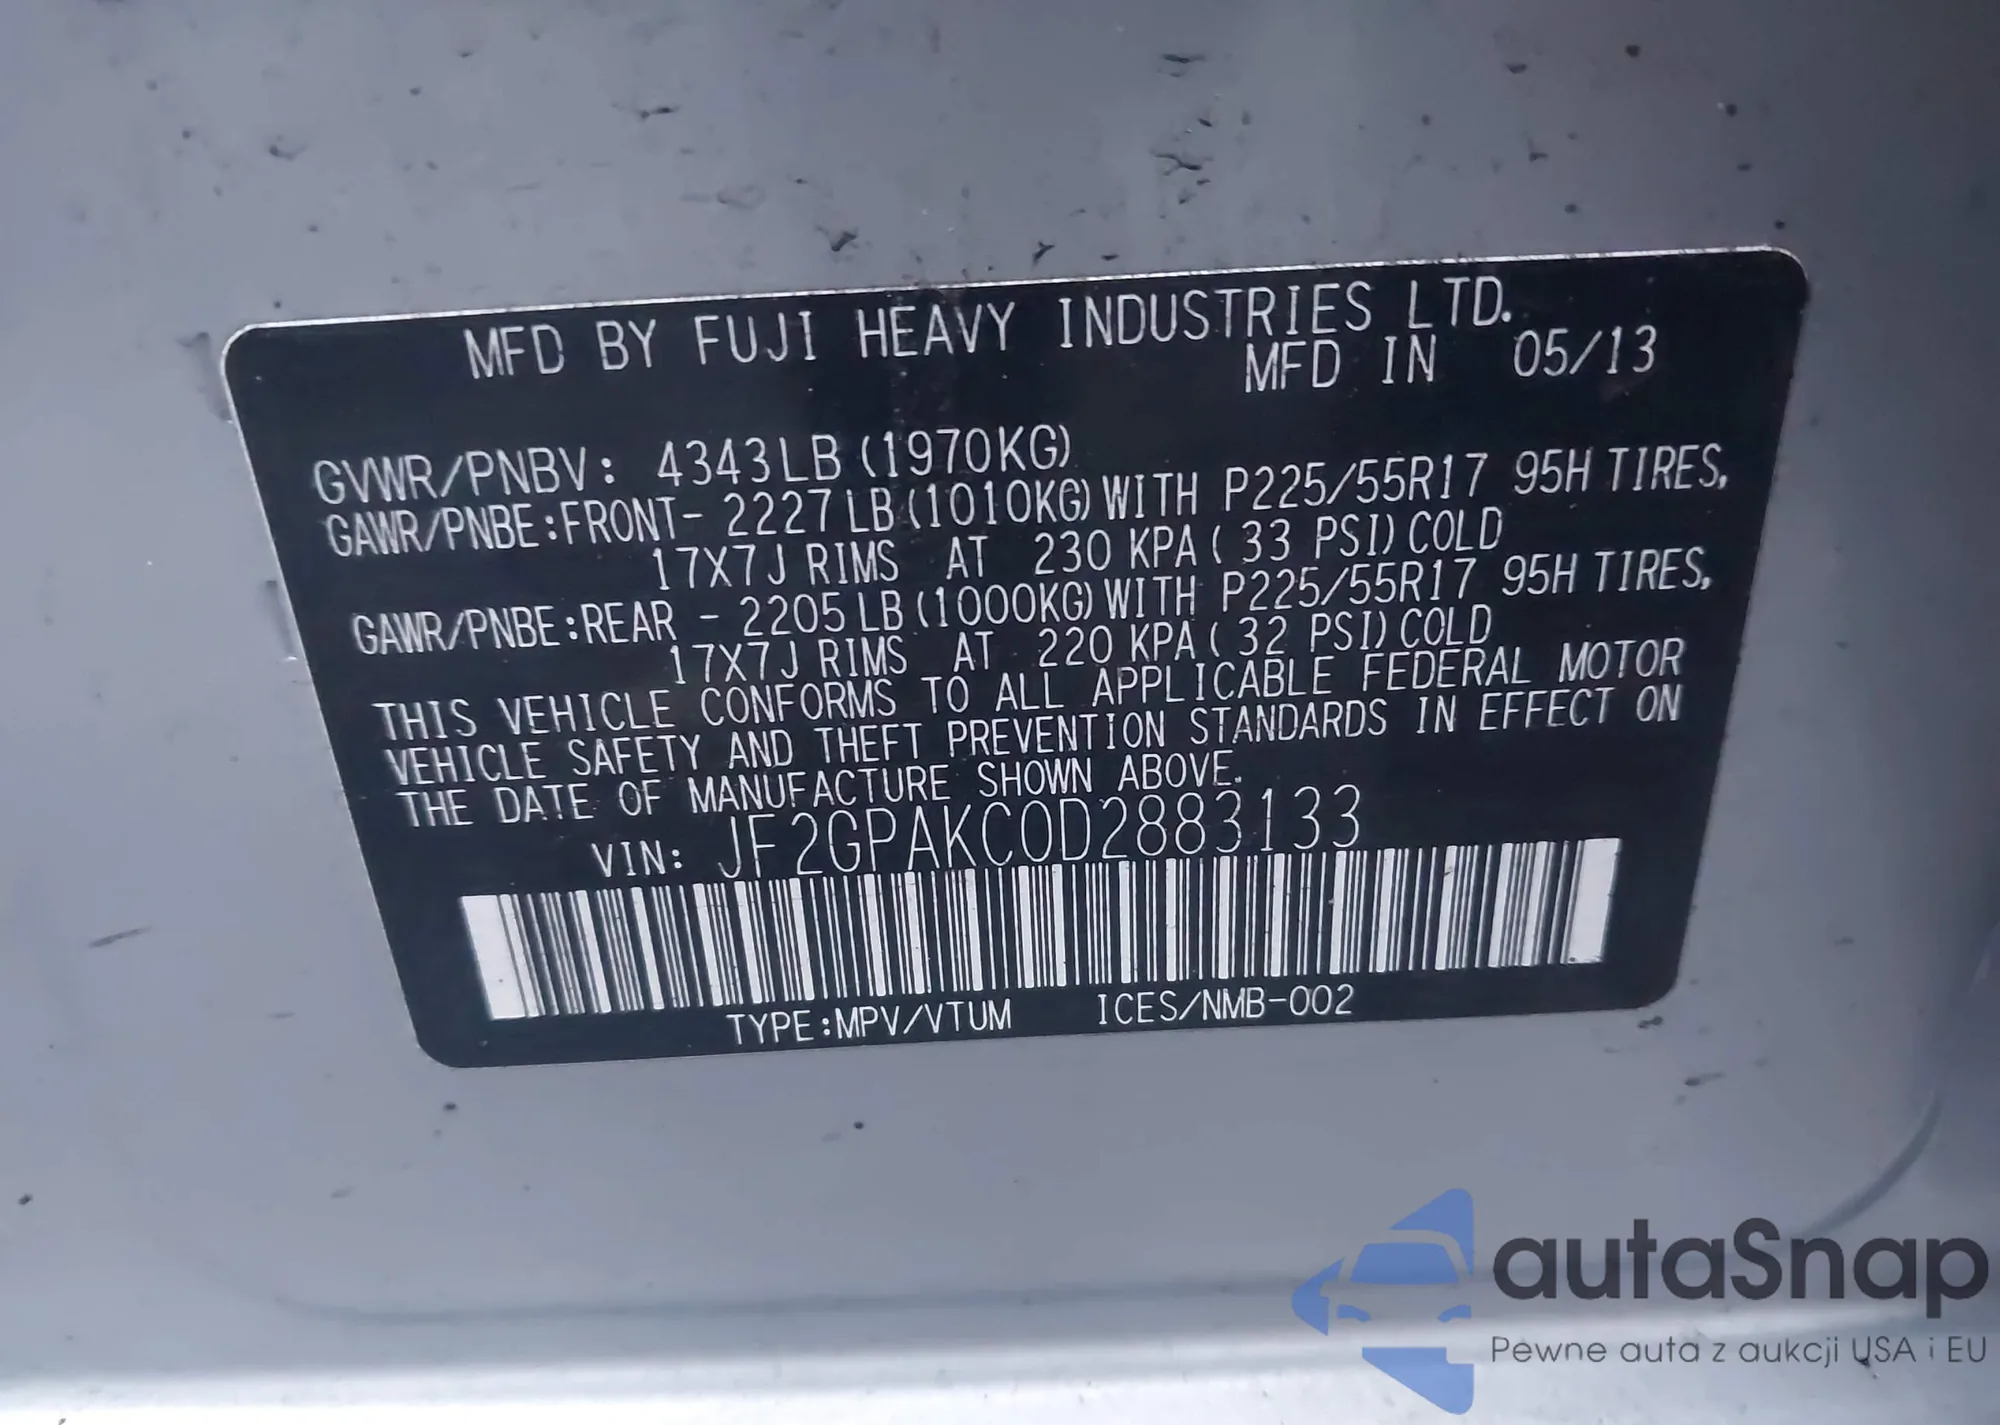 MFD BY FUJI HEAVY INDUSTRIES LTD.
MFD IN 05/13
GVWR/PNBV: 4343LB (1970KG)
GAWR/PNBE:FRONT- 2227LB(1010KG)WITH P225/55R17 95H TIRES,
17X7J RIMS AT 230 KPA( 33 PSI)COLD
GAWR/PNBE:REAR - 2205LB(1000KG)WITH P225/55R17 95H TIRES,
17X7J RIMS AT 220 KPA( 32 PSI)COLD
THIS VEHICLE CONFORMS TO ALL APPLICABLE FEDERAL MOTOR
VEHICLE SAFETY AND THEFT PREVENTION STANDARDS IN EFFECT ON
THE DATE OF MANUFACTURE SHOWN ABOVE.
VIN: JF2GPAKC0D2883133
TYPE:MPV/VTUM ICES/NMB-002
autaSnap
Pewne auta z aukcji USA i EU